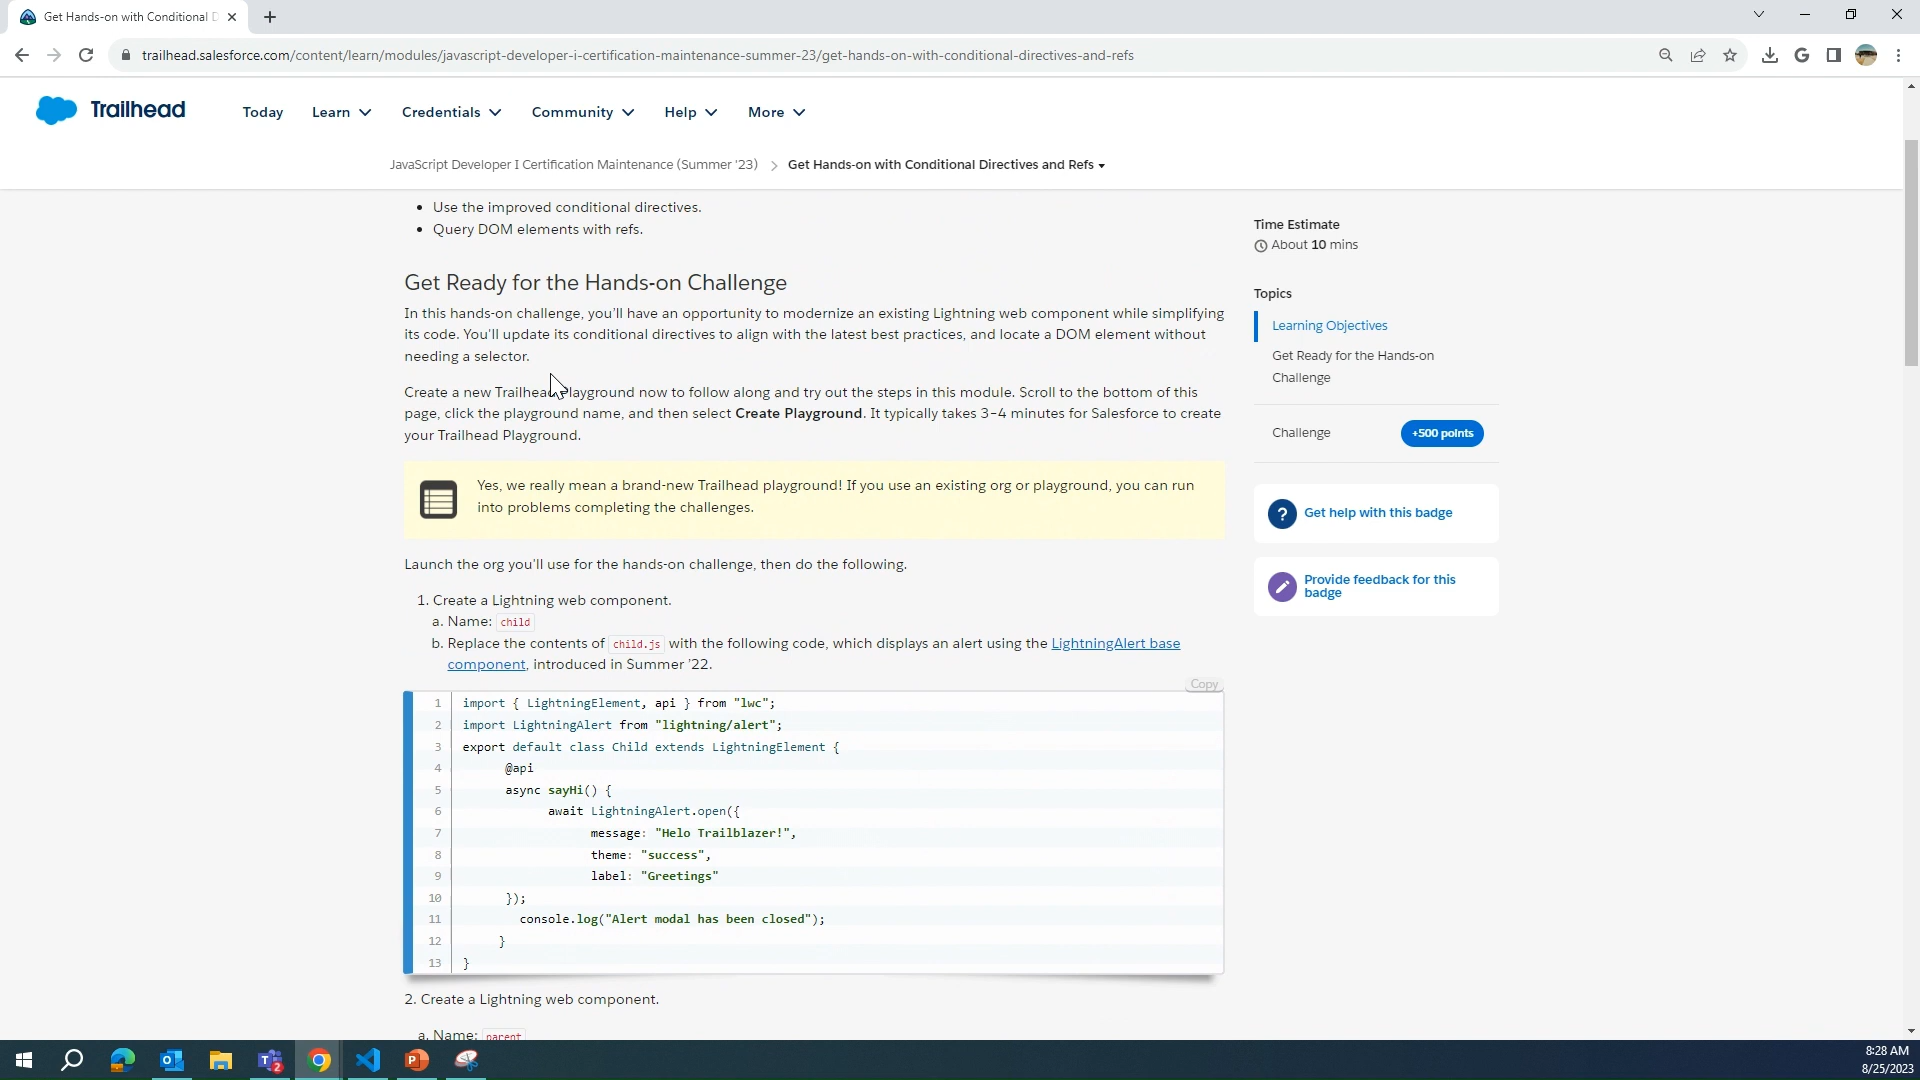 Get Hands-on with Conditional D
trailhead.salesforce.com/content/learn/modules/javascript-developer-i-certification-maintenance-summer-23/get-hands-on-with-conditional-directives-and-refs
Trailhead
Today
Learn
Credentials
Community
Help
More
JavaScript Developer I Certification Maintenance (Summer '23)
Get Hands-on with Conditional Directives and Refs
Use the improved conditional directives.
Query DOM elements with refs.
Get Ready for the Hands-on Challenge
In this hands-on challenge, you'll have an opportunity to modernize an existing Lightning web component while simplifying
its code. You'll update its conditional directives to align with the latest best practices, and locate a DOM element without
needing a selector.
Create a new Trailhead Playground now to follow along and try out the steps in this module. Scroll to the bottom of this
page, click the playground name, and then select Create Playground. It typically takes 3–4 minutes for Salesforce to create
your Trailhead Playground.
Yes, we really mean a brand-new Trailhead playground! If you use an existing org or playground, you can run
into problems completing the challenges.
Launch the org you'll use for the hands-on challenge, then do the following.
1. Create a Lightning web component.
a. Name: child
b. Replace the contents of child.js with the following code, which displays an alert using the LightningAlert base
component, introduced in Summer '22.
Copy
1 import { LightningElement, api } from "lwc";
2 import LightningAlert from "lightning/alert";
3 export default class Child extends LightningElement {
4 @api
5 async sayHi() {
6 await LightningAlert.open({
7 message: "Helo Trailblazer!",
8 theme: "success",
9 label: "Greetings"
10 });
11 console.log("Alert modal has been closed");
12 }
13 }
2. Create a Lightning web component.
a. Name: parent
Time Estimate
About 10 mins
Topics
Learning Objectives
Get Ready for the Hands-on
Challenge
Challenge
+500 points
Get help with this badge
Provide feedback for this
badge
8:28 AM
8/25/2023